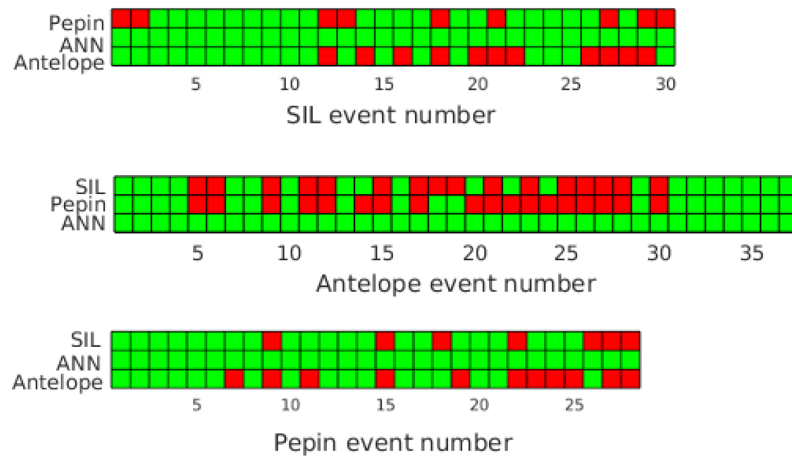 Pepin
ANN
Antelope
5 10 15 20 25 30
SIL event number
SIL
Pepin
ANN
5 10 15 20 25 30 35
Antelope event number
SIL
ANN
Antelope
5 10 15 20 25
Pepin event number